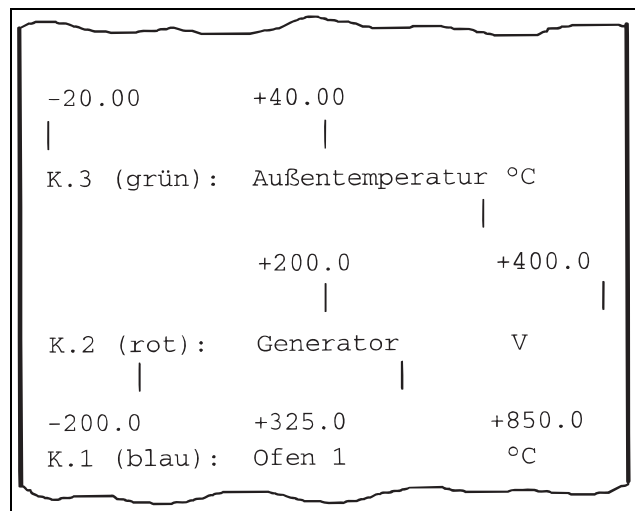 -20.00 +40.00
K.3 (grün): Außentemperatur °C
+200.0 +400.0
K.2 (rot): Generator V
-200.0 +325.0 +850.0
K.1 (blau): Ofen 1 °C